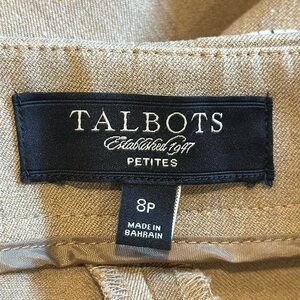 TALBOTS
Established 1947
PETITES
8P
MADE IN
BAHRAIN